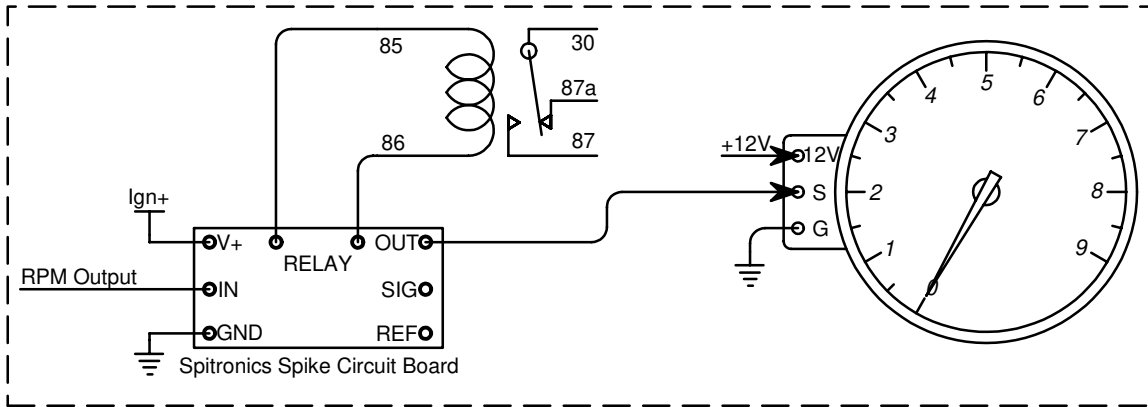 85
86
30
87a
87
Ign+
V+
RELAY
OUT
RPM Output
IN
SIG
GND
REF
Spitronics Spike Circuit Board
+12V
12V
S
G
0
1
2
3
4
5
6
7
8
9